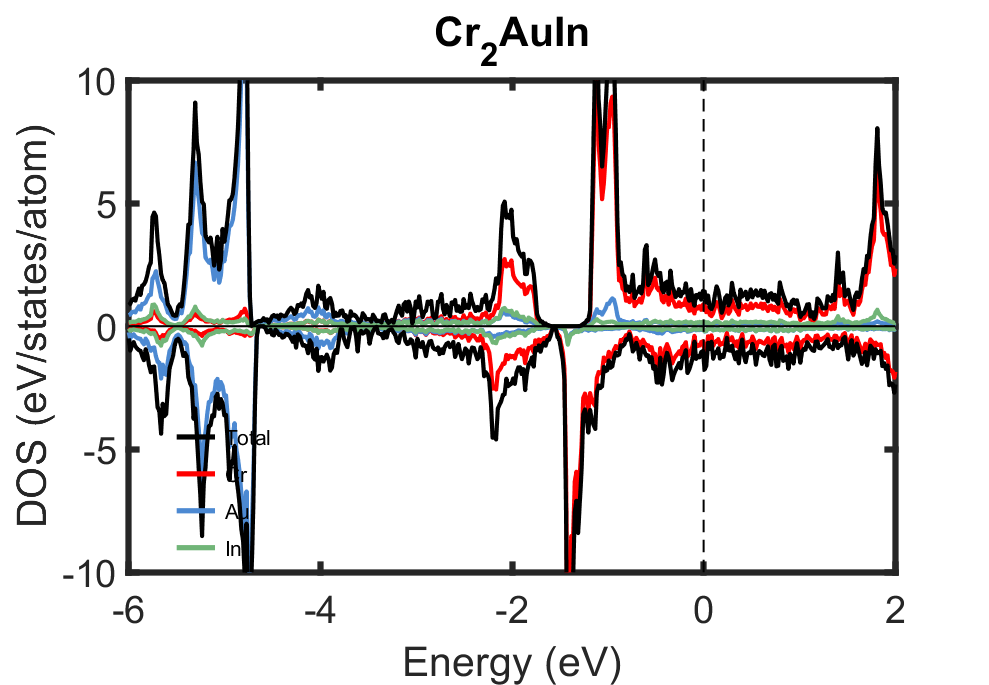 Cr2AuIn
10
5
0
-5
-10
DOS (eV/states/atom)
Total
Cr
Au
In
-6 -4 -2 0 2
Energy (eV)